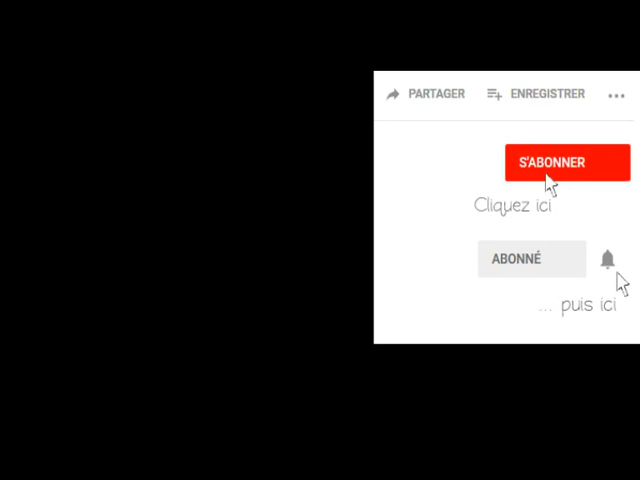 PARTAGER ENREGISTRER ...
S'ABONNER
Cliquez ici
ABONNÉ
... puis ici